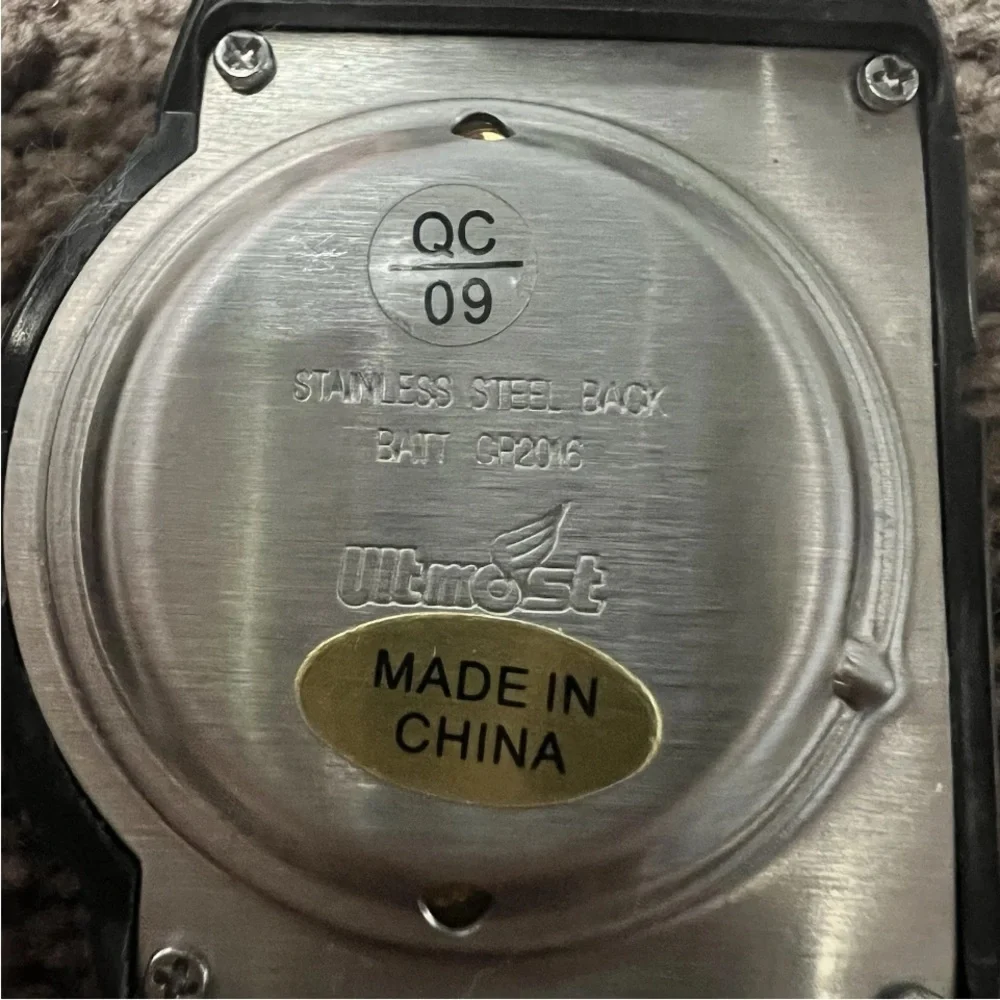 QC
09
STAINLESS STEEL BACK
BATT CR2016
Ultmost
MADE IN
CHINA